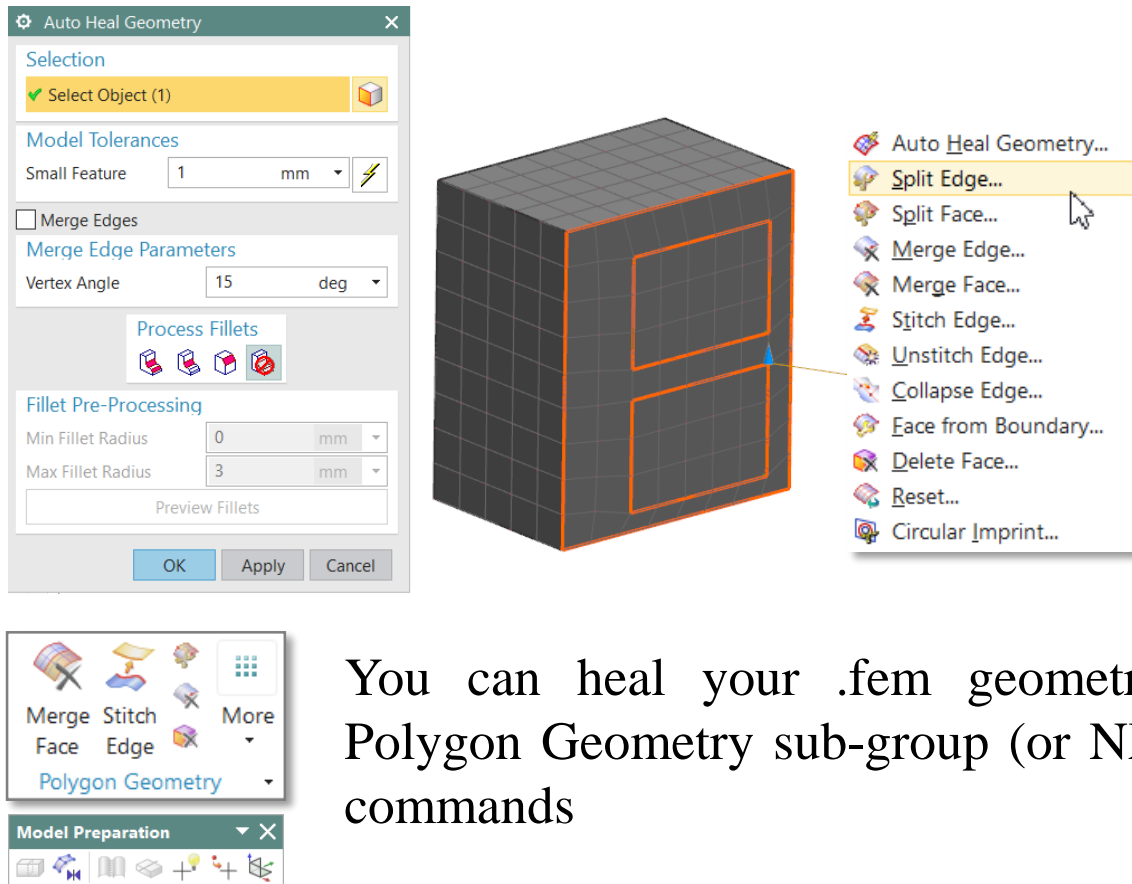 Auto Heal Geometry
Selection
Select Object (1)
Model Tolerances
Small Feature 1 mm
Merge Edges
Merge Edge Parameters
Vertex Angle 15 deg
Process Fillets
Fillet Pre-Processing
Min Fillet Radius 0 mm
Max Fillet Radius 3 mm
Preview Fillets
OK Apply Cancel
Auto Heal Geometry...
Split Edge...
Split Face...
Merge Edge...
Merge Face...
Stitch Edge...
Unstitch Edge...
Collapse Edge...
Face from Boundary...
Delete Face...
Reset...
Circular Imprint...
Merge Face
Stitch Edge
More
Polygon Geometry
Model Preparation
You can heal your .fem geometr
Polygon Geometry sub-group (or N
commands